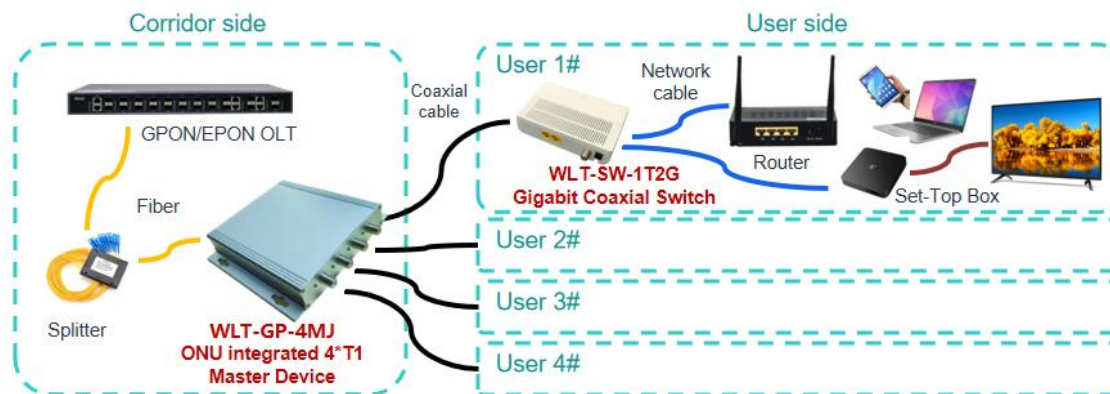 Corridor side
User side
GPON/EPON OLT
Fiber
Splitter
WLT-GP-4MJ
ONU integrated 4*T1
Master Device
Coaxial
cable
User 1#
WLT-SW-1T2G
Gigabit Coaxial Switch
Network
cable
Router
Set-Top Box
User 2#
User 3#
User 4#